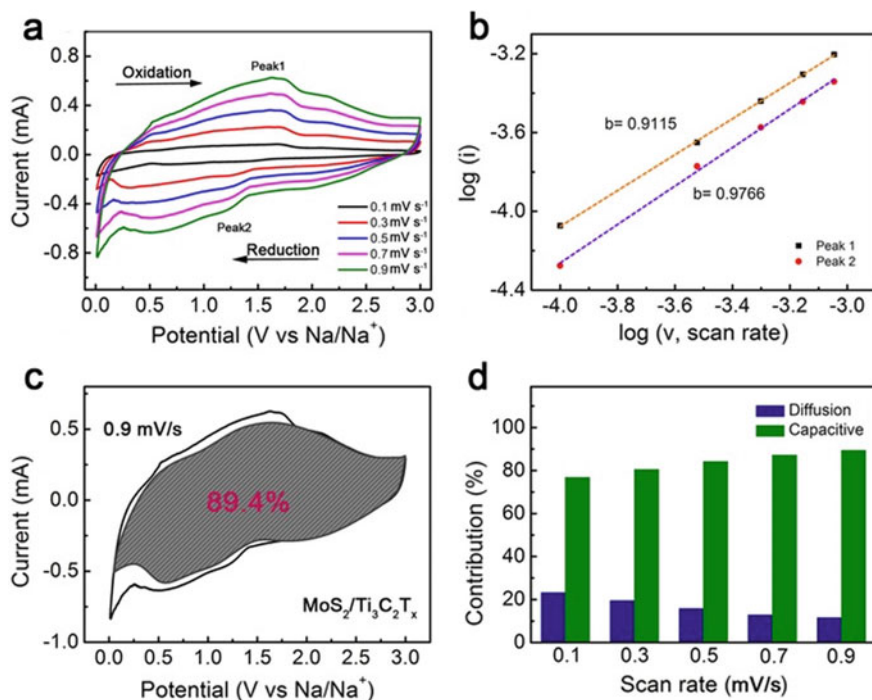 a
Oxidation
Peak1
Peak2
Reduction
0.1 mV s⁻¹
0.3 mV s⁻¹
0.5 mV s⁻¹
0.7 mV s⁻¹
0.9 mV s⁻¹
0.8
0.4
0.0
-0.4
-0.8
Current (mA)
0.0 0.5 1.0 1.5 2.0 2.5 3.0
Potential (V vs Na/Na⁺)
b
b= 0.9115
b= 0.9766
Peak 1
Peak 2
-3.2
-3.6
-4.0
-4.4
log (i)
-4.0 -3.8 -3.6 -3.4 -3.2 -3.0
log (v, scan rate)
c
0.9 mV/s
89.4%
MoS₂/Ti₃C₂Tₓ
0.5
0.0
-0.5
-1.0
Current (mA)
0.0 0.5 1.0 1.5 2.0 2.5 3.0
Potential (V vs Na/Na⁺)
d
Diffusion
Capacitive
100
80
60
40
20
0
Contribution (%)
0.1 0.3 0.5 0.7 0.9
Scan rate (mV/s)